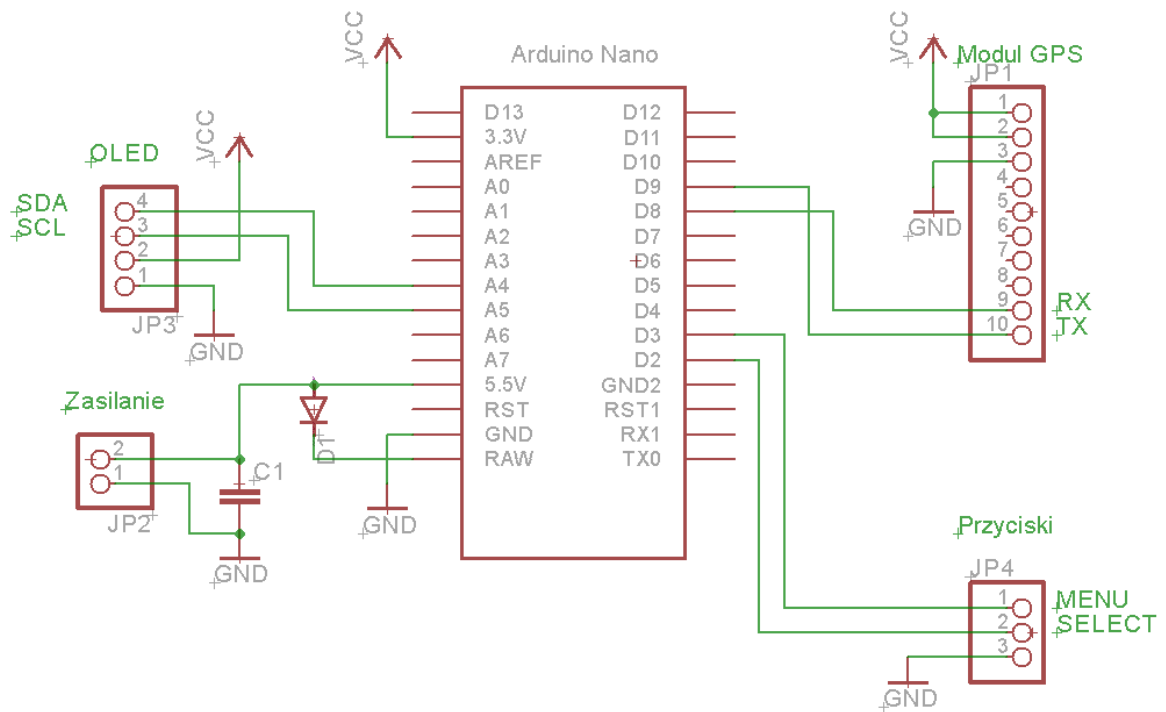 VCC
Arduino Nano
VCC
Modul GPS
JP1
D13
D12
3.3V
D11
AREF
D10
A0
D9
A1
D8
A2
D7
A3
D6
A4
D5
A5
D4
A6
D3
A7
D2
5.5V
GND2
RST
RST1
GND
RX1
RAW
TX0
1
2
3
4
5
6
7
8
9
10
RX
TX
GND
VCC
OLED
SDA
SCL
4
3
2
1
JP3
GND
Zasilanie
2
1
JP2
C1
D1
GND
GND
Przyciski
JP4
1
2
3
MENU
SELECT
GND